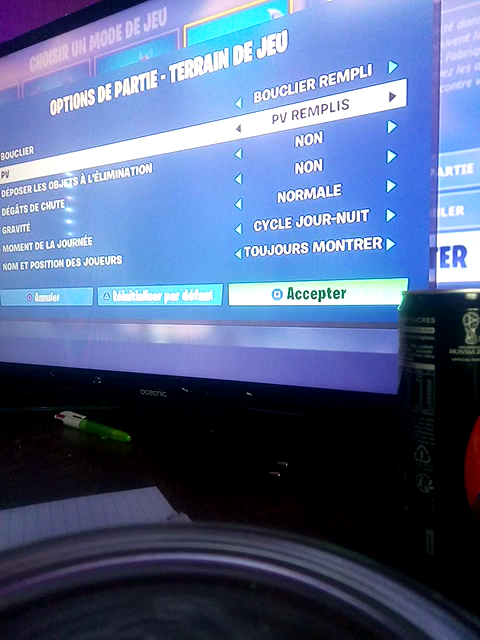 CHOISIR UN MODE DE JEU
OPTIONS DE PARTIE - TERRAIN DE JEU
BOUCLIER BOUCLIER REMPLI
PV PV REMPLIS
DÉPOSER LES OBJETS À L'ÉLIMINATION NON
DÉGÂTS DE CHUTE NON
GRAVITÉ NORMALE
MOMENT DE LA JOURNÉE CYCLE JOUR-NUIT
NOM ET POSITION DES JOUEURS TOUJOURS MONTRER
Annuler Réinitialiser par défaut Accepter
oceanic
RUSSIA